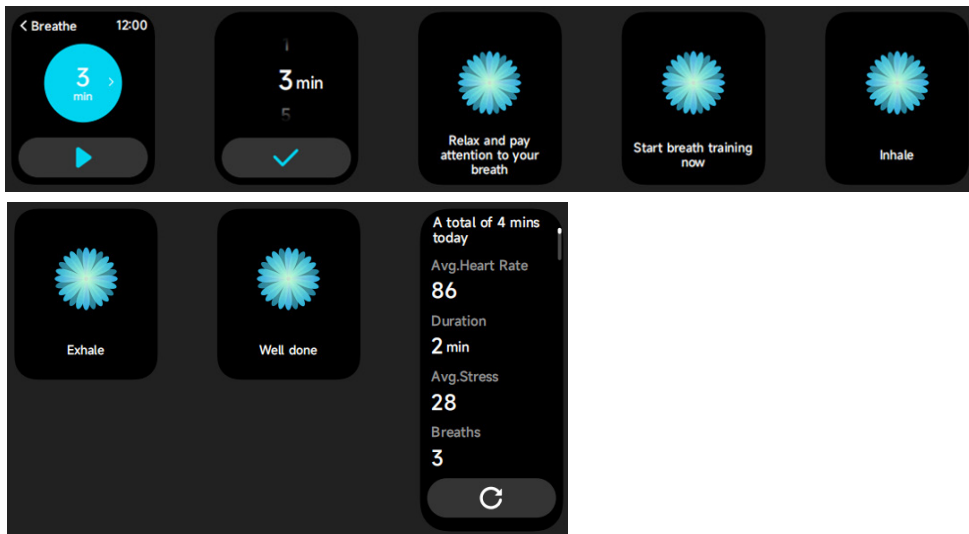 Breathe 12:00
3
min
1
3 min
5
Relax and pay
attention to your
breath
Start breath training
now
Inhale
Exhale
Well done
A total of 4 mins
today
Avg.Heart Rate
86
Duration
2 min
Avg.Stress
28
Breaths
3